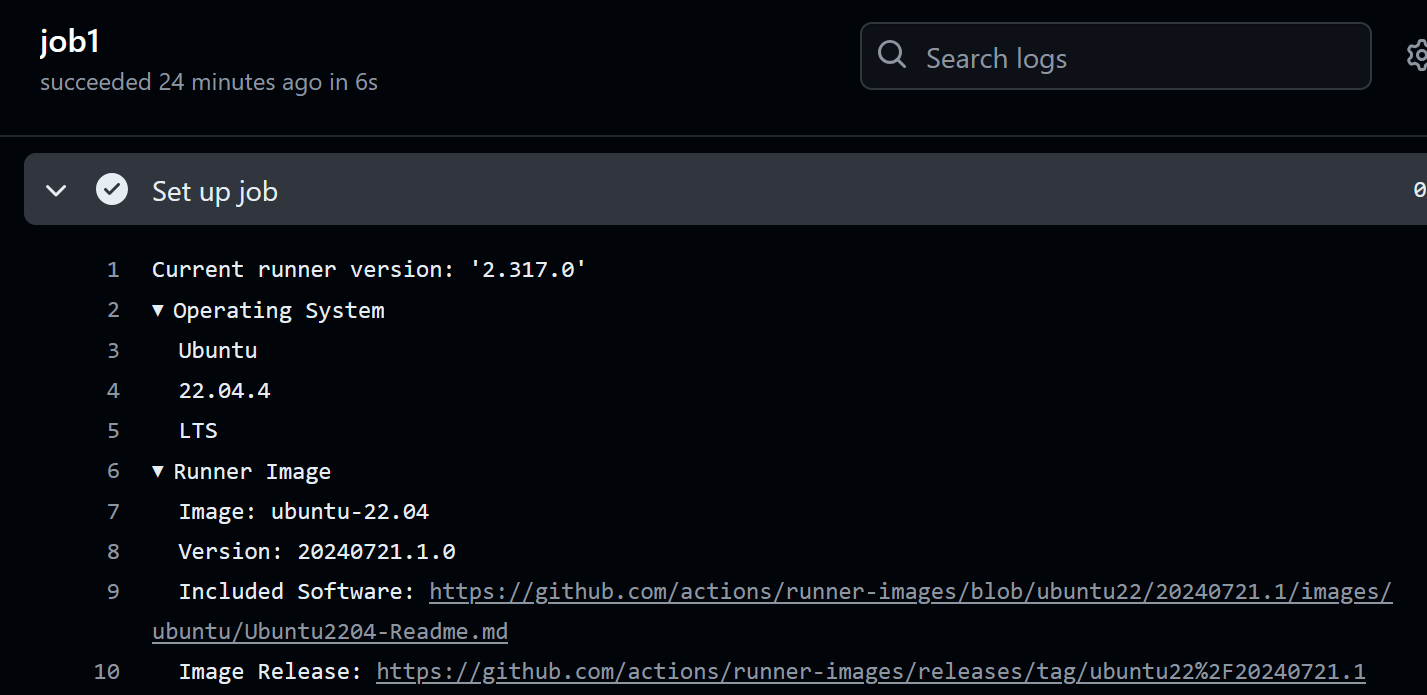 job1
succeeded 24 minutes ago in 6s
Search logs
Set up job
0
1 Current runner version: '2.317.0'
2 ▼ Operating System
3 Ubuntu
4 22.04.4
5 LTS
6 ▼ Runner Image
7 Image: ubuntu-22.04
8 Version: 20240721.1.0
9 Included Software: https://github.com/actions/runner-images/blob/ubuntu22/20240721.1/images/
ubuntu/Ubuntu2204-Readme.md
10 Image Release: https://github.com/actions/runner-images/releases/tag/ubuntu22%2F20240721.1